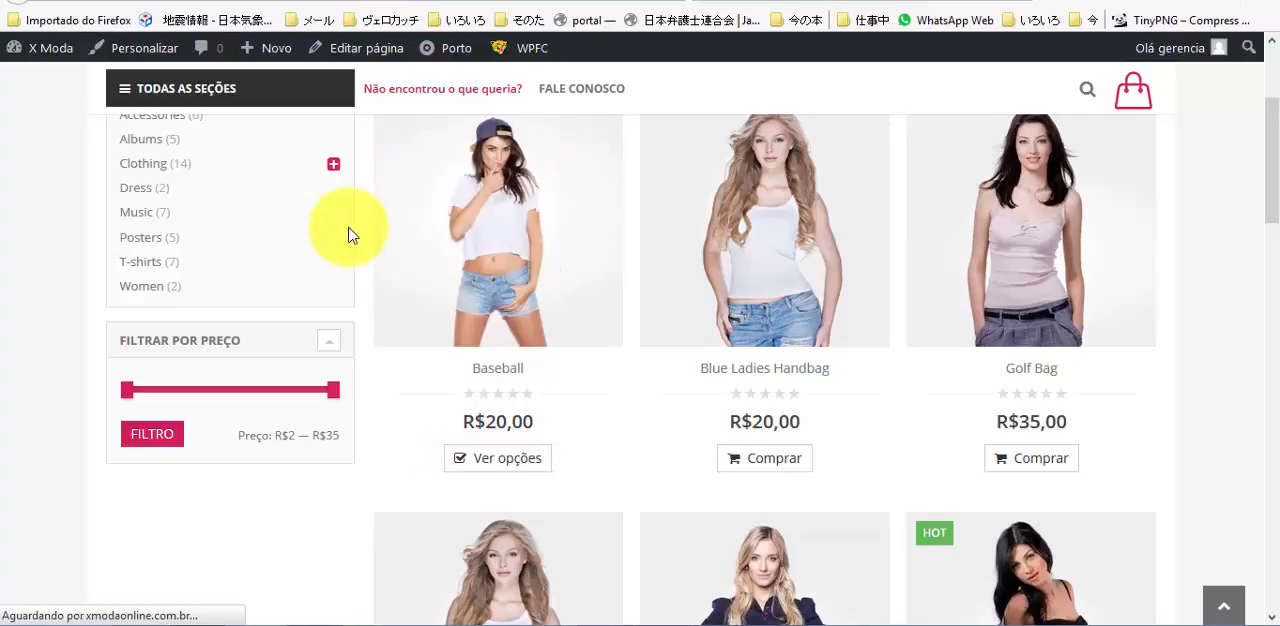 Importado do Firefox 地震情報 - 日本気象... メール ヴェロカッチ いろいろ そのた portal — 日本弁護士連合会 | Ja... 今の本 仕事中 WhatsApp Web いろいろ 今 TinyPNG – Compress ...
X Moda Personalizar 0 Novo Editar página Porto WPFC Olá gerencia
TODAS AS SEÇÕES Não encontrou o que queria? FALE CONOSCO
Accessories (6)
Albums (5)
Clothing (14)
Dress (2)
Music (7)
Posters (5)
T-shirts (7)
Women (2)
FILTRAR POR PREÇO
FILTRO Preço: R$2 — R$35
Baseball Blue Ladies Handbag Golf Bag
R$20,00 R$20,00 R$35,00
Ver opções Comprar Comprar
HOT
Aguardando por xmodaonline.com.br...